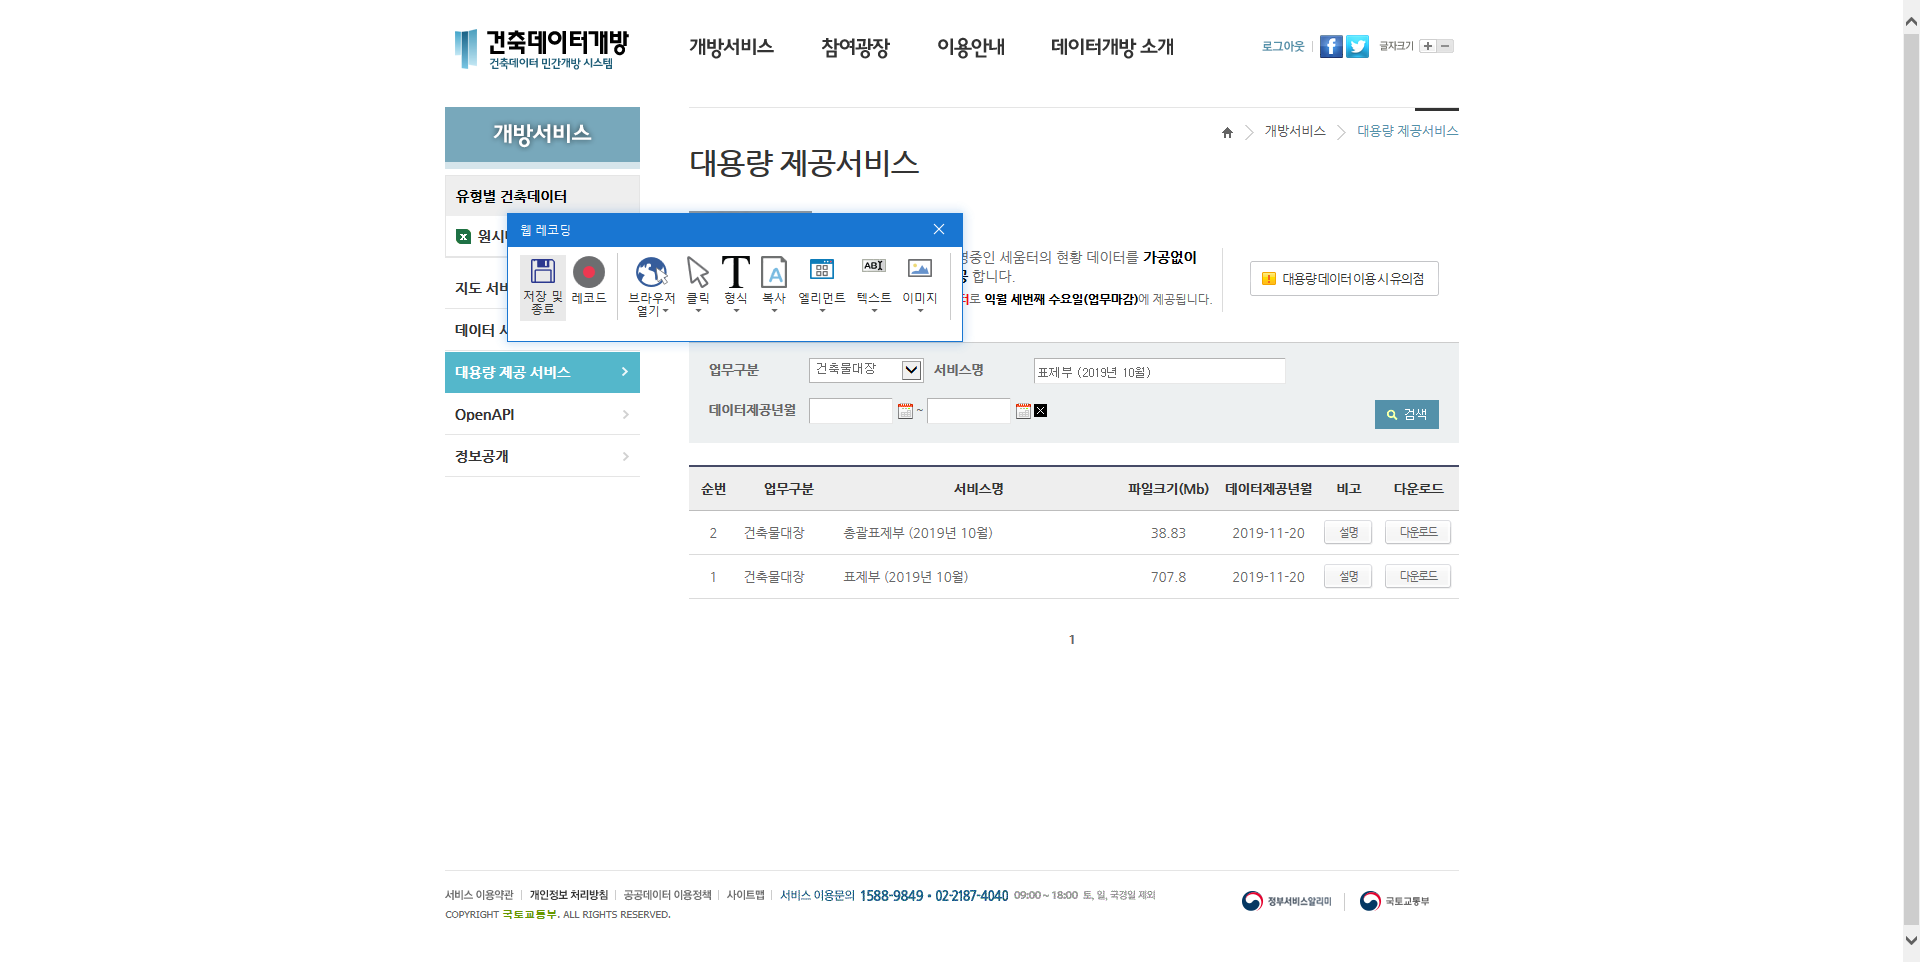 건축데이터개방
건축데이터 민간개방 시스템
개방서비스 참여광장 이용안내 데이터개방 소개
로그아웃 글자크기
개방서비스
개방서비스 대용량 제공서비스
대용량 제공서비스
유형별 건축데이터
원시
지도 서비
데이터
대용량 제공 서비스
OpenAPI
정보공개
웹 레코딩
저장 및 종료
레코드
브라우저 열기
클릭
형식
복사
엘리먼트
텍스트
이미지
중인 세움터의 현황 데이터를 가공없이
합니다.
로 익월 세번째 수요일(업무마감)에 제공됩니다.
대용량데이터 이용시 유의점
업무구분 건축물대장 서비스명 표제부 (2019년 10월)
데이터제공년월 ~
검색
순번 업무구분 서비스명 파일크기(Mb) 데이터제공년월 비고 다운로드
2 건축물대장 총괄표제부 (2019년 10월) 38.83 2019-11-20 설명 다운로드
1 건축물대장 표제부 (2019년 10월) 707.8 2019-11-20 설명 다운로드
1
서비스 이용약관 개인정보 처리방침 공공데이터 이용정책 사이트맵 서비스 이용문의 1588-9849 • 02-2187-4040 09:00 ~ 18:00 토, 일, 국경일 제외
COPYRIGHT 국토교통부. ALL RIGHTS RESERVED.
정부서비스알리미 국토교통부